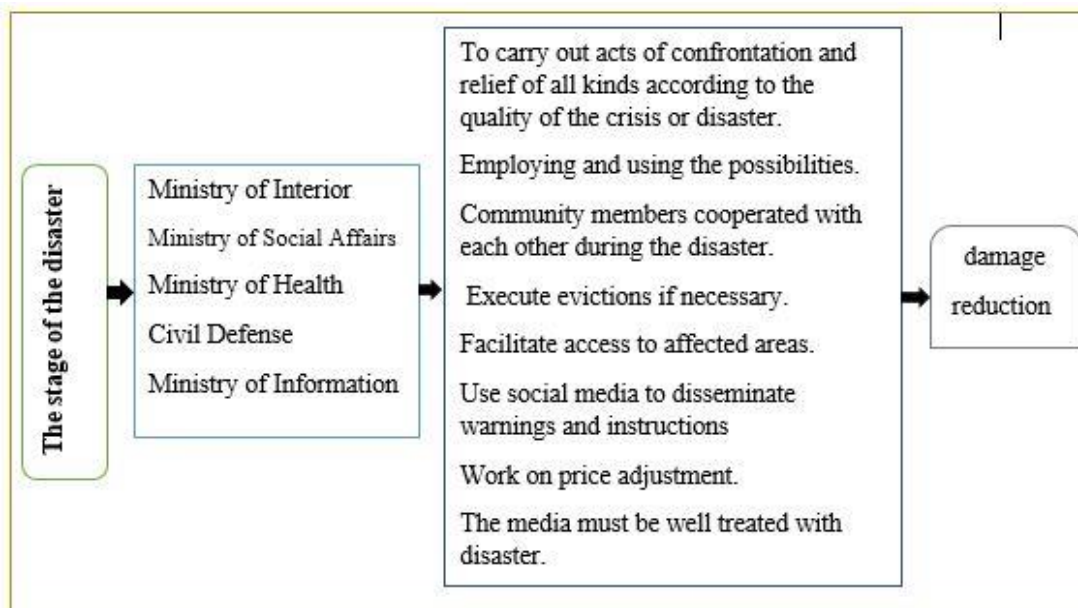 The stage of the disaster
Ministry of Interior
Ministry of Social Affairs
Ministry of Health
Civil Defense
Ministry of Information
To carry out acts of confrontation and
relief of all kinds according to the
quality of the crisis or disaster.
Employing and using the possibilities.
Community members cooperated with
each other during the disaster.
Execute evictions if necessary.
Facilitate access to affected areas.
Use social media to disseminate
warnings and instructions
Work on price adjustment.
The media must be well treated with
disaster.
damage
reduction